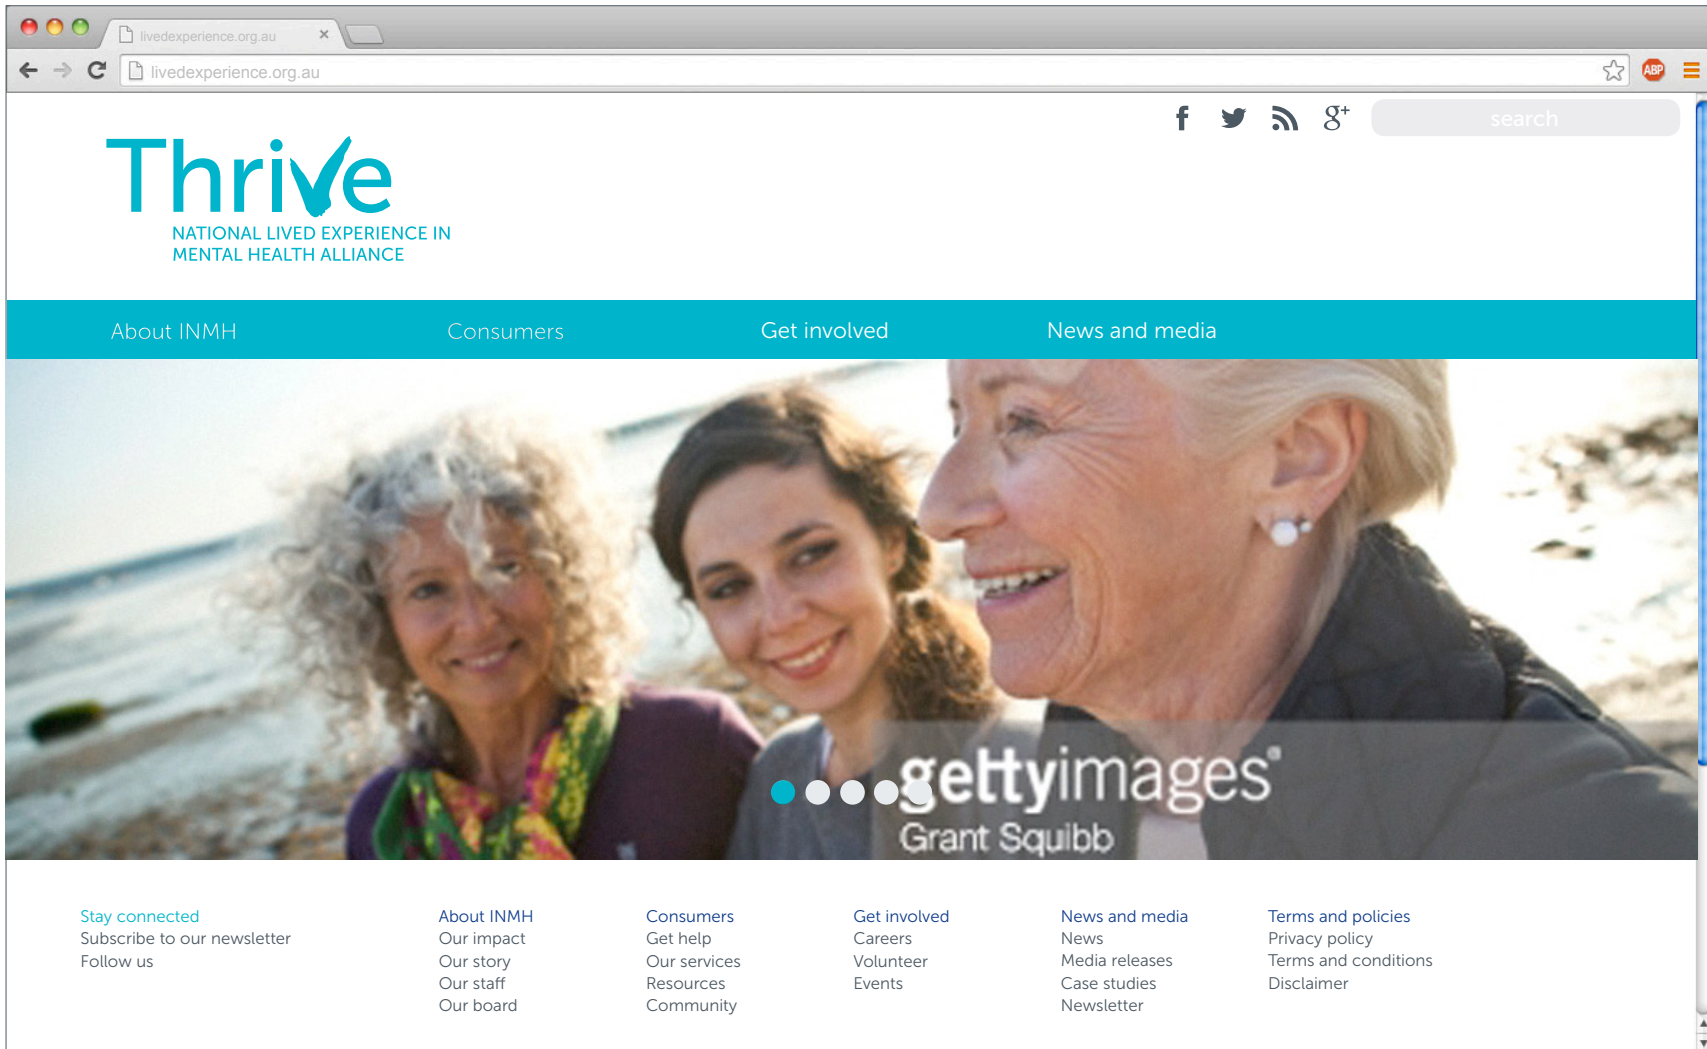 livedexperience.org.au
livedexperience.org.au
ABP
search
Thrive
NATIONAL LIVED EXPERIENCE IN
MENTAL HEALTH ALLIANCE
About INMH
Consumers
Get involved
News and media
gettyimages®
Grant Squibb
Stay connected
Subscribe to our newsletter
Follow us
About INMH
Our impact
Our story
Our staff
Our board
Consumers
Get help
Our services
Resources
Community
Get involved
Careers
Volunteer
Events
News and media
News
Media releases
Case studies
Newsletter
Terms and policies
Privacy policy
Terms and conditions
Disclaimer